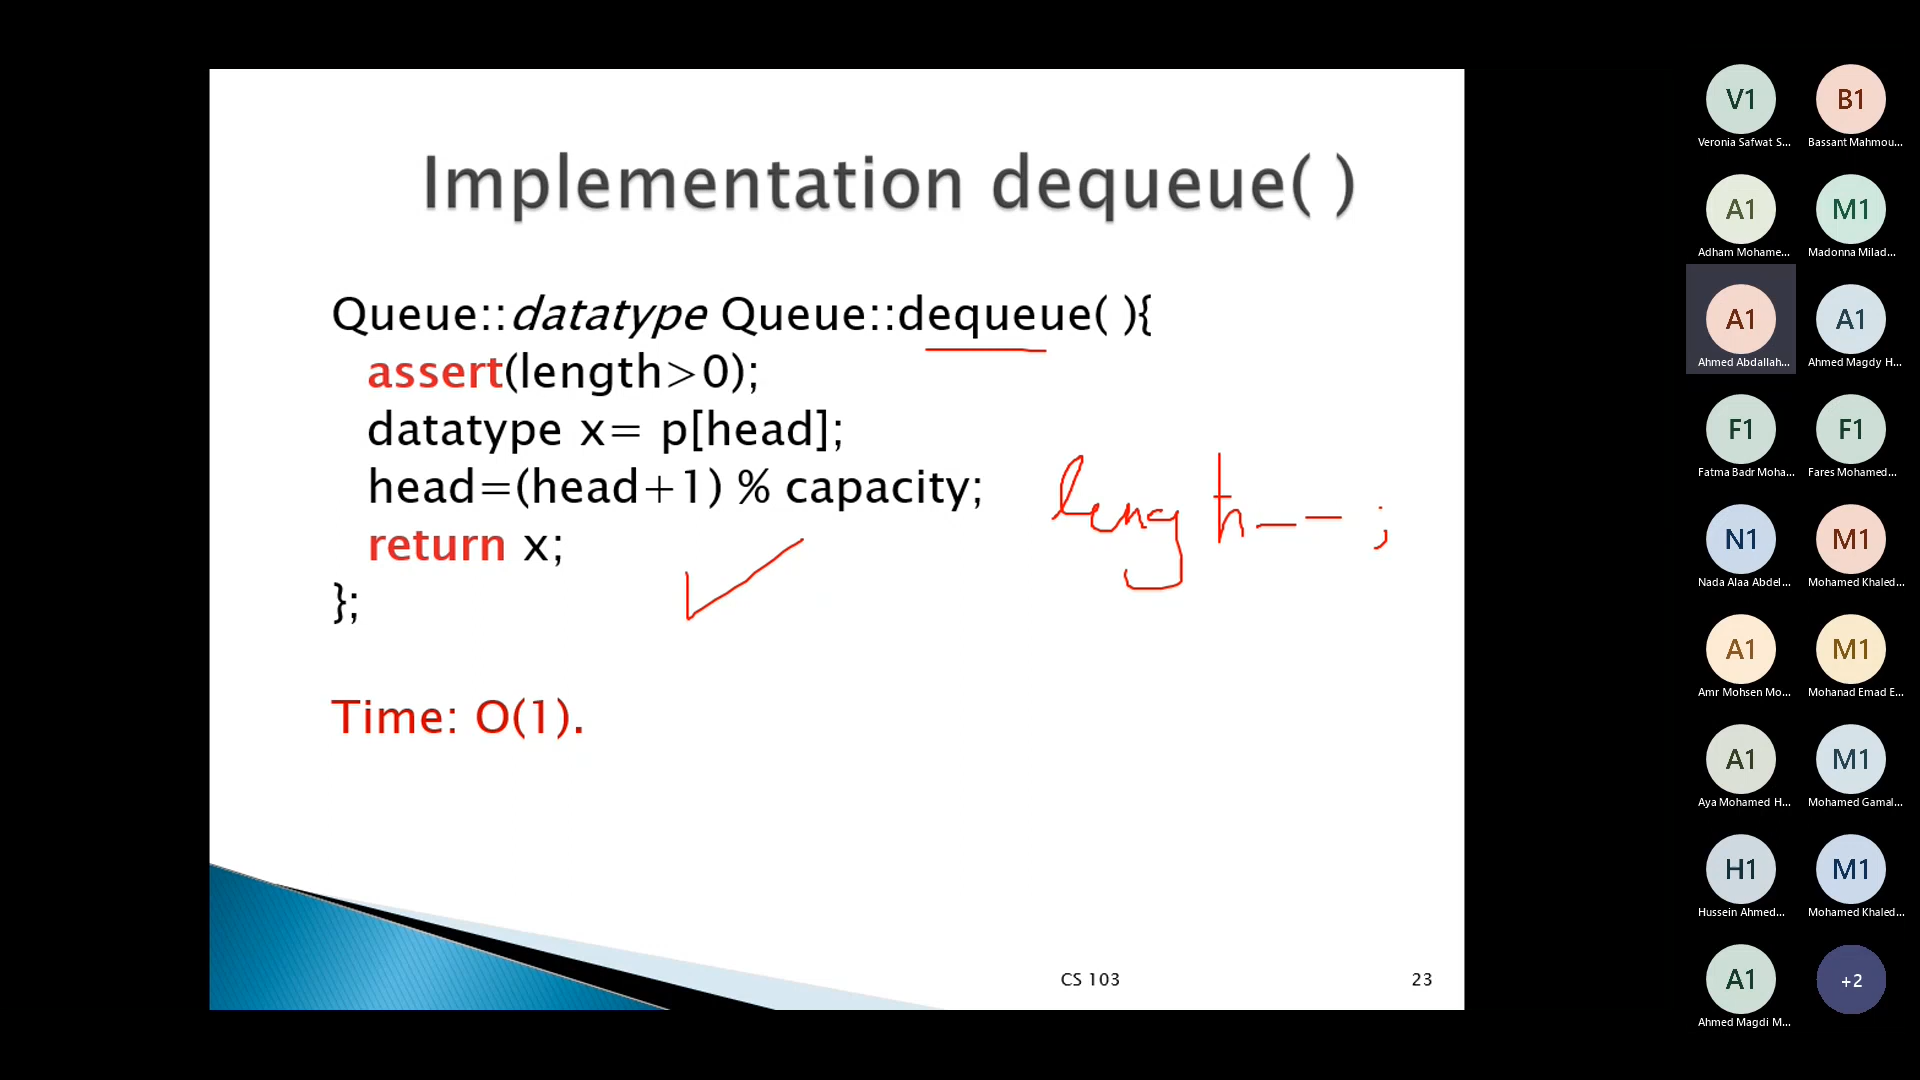 Implementation dequeue( )
Queue::datatype Queue::dequeue( ){
assert(length>0);
datatype x= p[head];
head=(head+1) % capacity;
length--;
return x;
};
Time: O(1).
CS 103
23
V1
Veronia Safwat S...
B1
Bassant Mahmou...
A1
Adham Mohame...
M1
Madonna Milad...
A1
Ahmed Abdallah...
A1
Ahmed Magdy H...
F1
Fatma Badr Moha...
F1
Fares Mohamed...
N1
Nada Alaa Abdel...
M1
Mohamed Khaled...
A1
Amr Mohsen Mo...
M1
Mohanad Emad E...
A1
Aya Mohamed H...
M1
Mohamed Gamal...
H1
Hussein Ahmed...
M1
Mohamed Khaled...
A1
Ahmed Magdi M...
+2